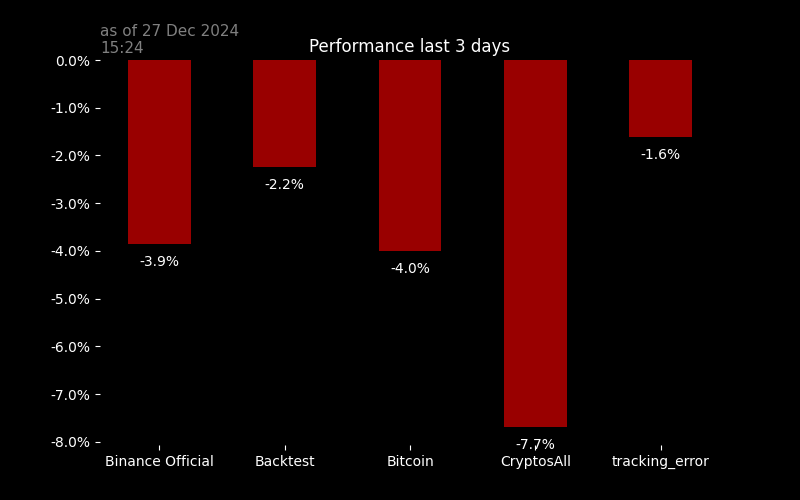 as of 27 Dec 2024
15:24
Performance last 3 days
0.0%
-1.0%
-2.0%
-3.0%
-4.0%
-5.0%
-6.0%
-7.0%
-8.0%
-3.9%
-2.2%
-4.0%
-7.7%
-1.6%
Binance Official
Backtest
Bitcoin
CryptosAll
tracking_error